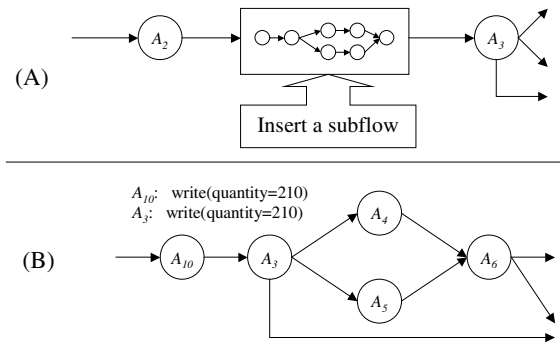 A2
A3
(A)
Insert a subflow
A10: write(quantity=210)
A3: write(quantity=210)
A4
(B)
A10
A3
A6
A5